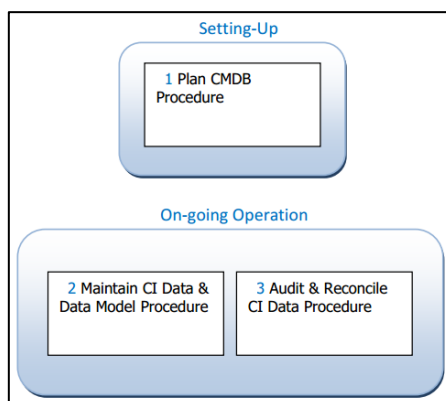 Setting-Up
1 Plan CMDB
Procedure
On-going Operation
2 Maintain CI Data &
Data Model Procedure
3 Audit & Reconcile
CI Data Procedure